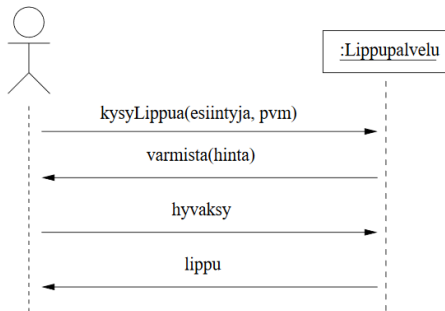 :Lippupalvelu
kysyLippua(esiintyja, pvm)
varmista(hinta)
hyvaksy
lippu